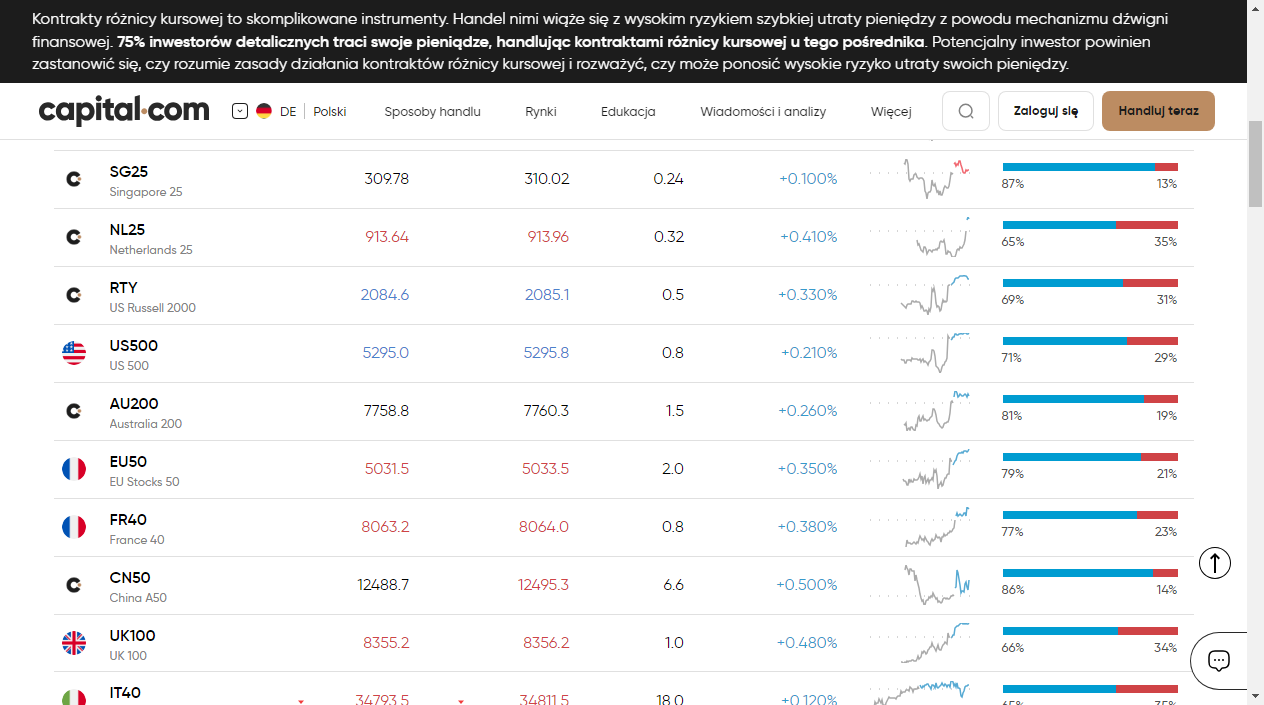 Kontrakty różnicy kursowej to skomplikowane instrumenty. Handel nimi wiąże się z wysokim ryzykiem szybkiej utraty pieniędzy z powodu mechanizmu dźwigni
finansowej. 75% inwestorów detalicznych traci swoje pieniądze, handlując kontraktami różnicy kursowej u tego pośrednika. Potencjalny inwestor powinien
zastanowić się, czy rozumie zasady działania kontraktów różnicy kursowej i rozważyć, czy może ponosić wysokie ryzyko utraty swoich pieniędzy.
capital.com DE Polski Sposoby handlu Rynki Edukacja Wiadomości i analizy Więcej Zaloguj się Handluj teraz
SG25 309.78 310.02 0.24 +0.100%
Singapore 25 87% 13%
NL25 913.64 913.96 0.32 +0.410%
Netherlands 25 65% 35%
RTY 2084.6 2085.1 0.5 +0.330%
US Russell 2000 69% 31%
US500 5295.0 5295.8 0.8 +0.210%
US 500 71% 29%
AU200 7758.8 7760.3 1.5 +0.260%
Australia 200 81% 19%
EU50 5031.5 5033.5 2.0 +0.350%
EU Stocks 50 79% 21%
FR40 8063.2 8064.0 0.8 +0.380%
France 40 77% 23%
CN50 12488.7 12495.3 6.6 +0.500%
China A50 86% 14%
UK100 8355.2 8356.2 1.0 +0.480%
UK 100 66% 34%
IT40 34793.5 34811.5 18.0 +0.120%
65% 35%